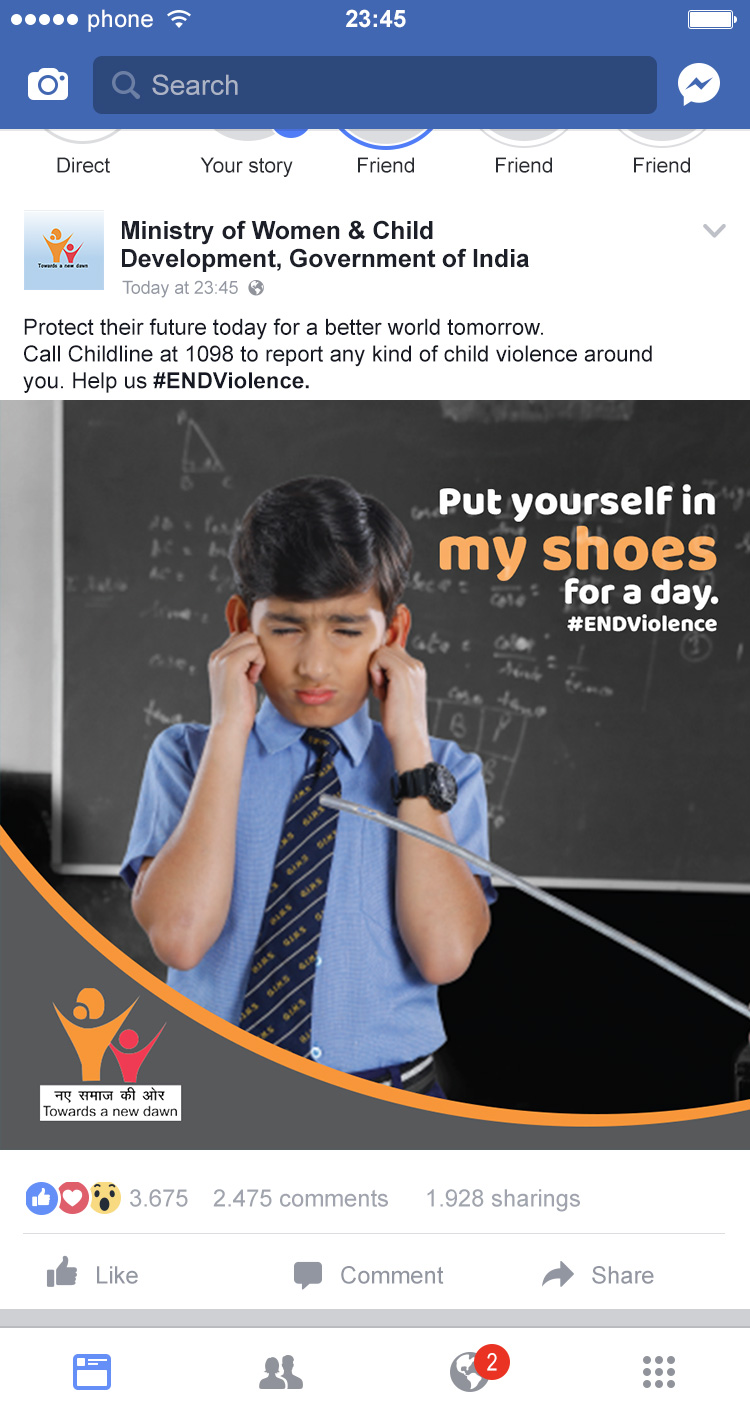 phone
23:45
Search
Direct
Your story
Friend
Friend
Friend
Towards a new dawn
Ministry of Women & Child
Development, Government of India
Today at 23:45
Protect their future today for a better world tomorrow.
Call Childline at 1098 to report any kind of child violence around
you. Help us #ENDViolence.
Put yourself in
my shoes
for a day.
#ENDViolence
नए समाज की ओर
Towards a new dawn
3.675
2.475 comments
1.928 sharings
Like
Comment
Share
2